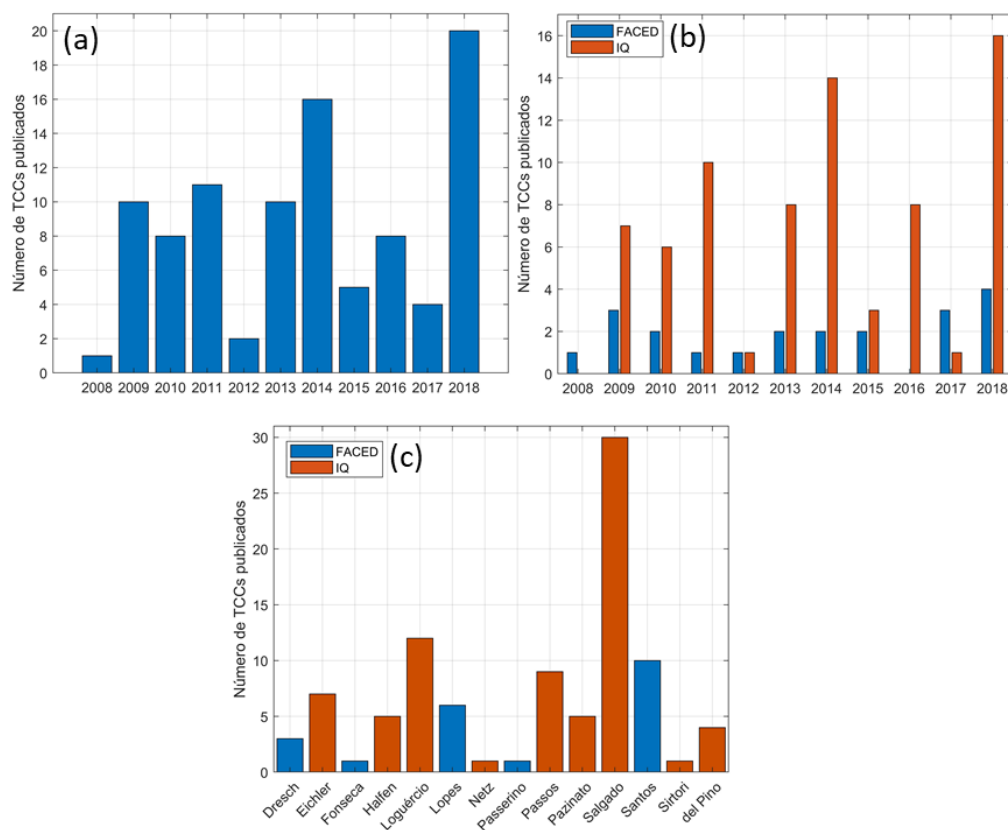 (a)
Número de TCCs publicados
20
18
16
14
12
10
8
6
4
2
0
2008 2009 2010 2011 2012 2013 2014 2015 2016 2017 2018
(b)
FACED
IQ
Número de TCCs publicados
16
14
12
10
8
6
4
2
0
2008 2009 2010 2011 2012 2013 2014 2015 2016 2017 2018
(c)
FACED
IQ
Número de TCCs publicados
30
25
20
15
10
5
0
Dresch
Eichler
Fonseca
Halfen
Loguércio
Lopes
Netz
Passerino
Passos
Pazinato
Salgado
Santos
Sirtori
del Pino